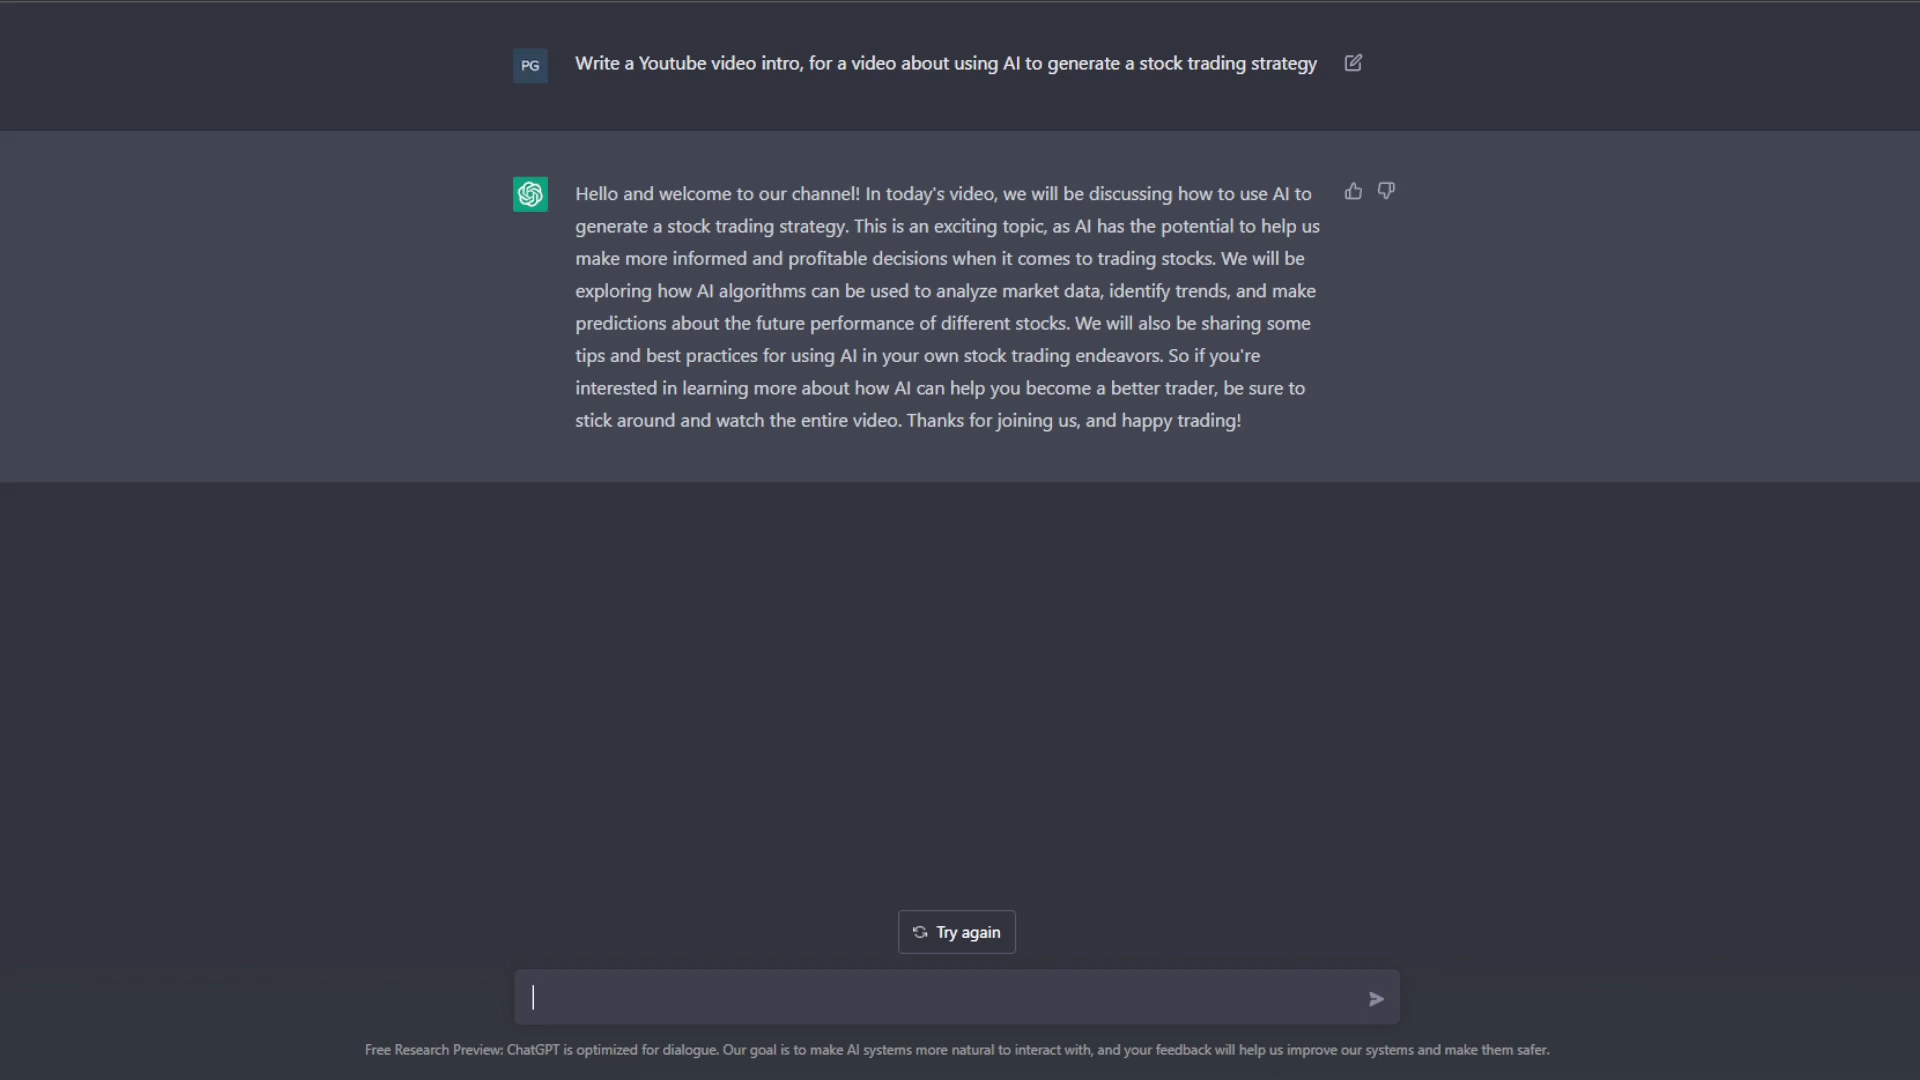 PG
Write a Youtube video intro, for a video about using AI to generate a stock trading strategy
Hello and welcome to our channel! In today's video, we will be discussing how to use AI to
generate a stock trading strategy. This is an exciting topic, as AI has the potential to help us
make more informed and profitable decisions when it comes to trading stocks. We will be
exploring how AI algorithms can be used to analyze market data, identify trends, and make
predictions about the future performance of different stocks. We will also be sharing some
tips and best practices for using AI in your own stock trading endeavors. So if you're
interested in learning more about how AI can help you become a better trader, be sure to
stick around and watch the entire video. Thanks for joining us, and happy trading!
Try again
Free Research Preview: ChatGPT is optimized for dialogue. Our goal is to make AI systems more natural to interact with, and your feedback will help us improve our systems and make them safer.